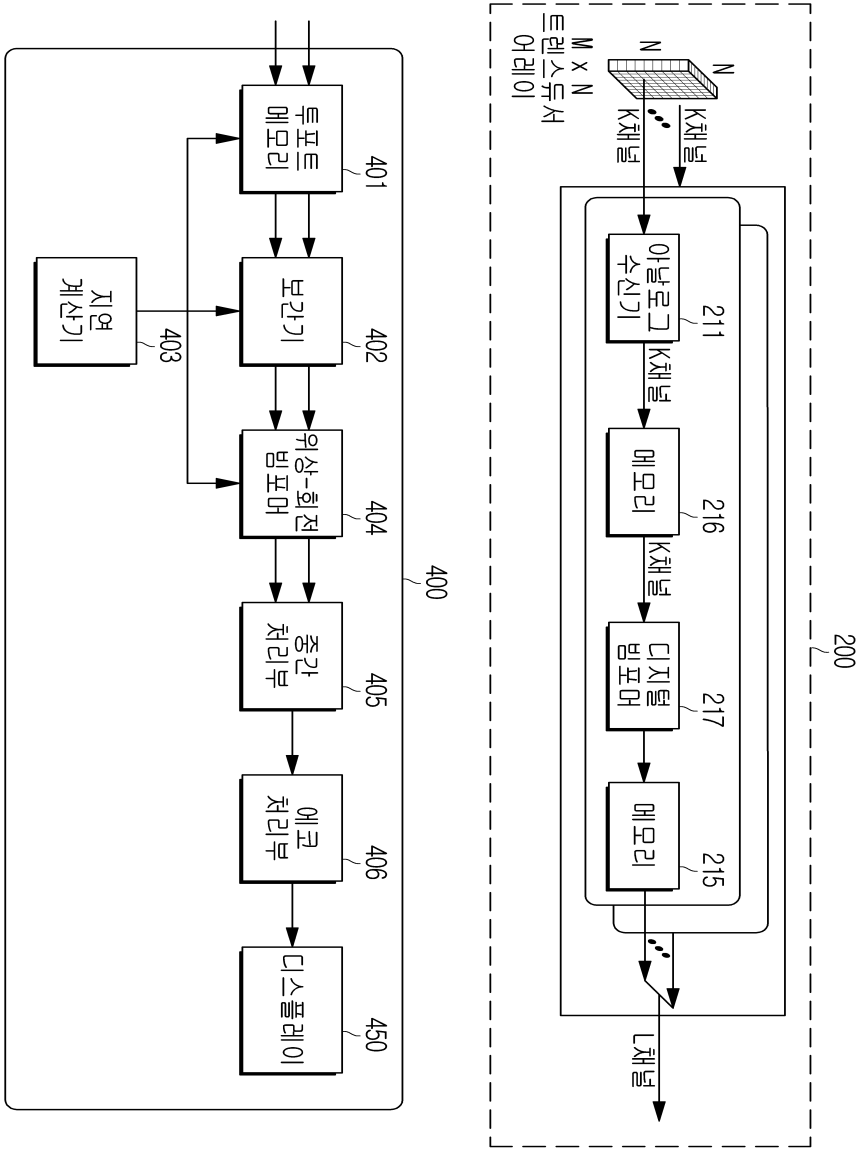 200
N
N
M x N
트랜스듀서
어레이
K채널
K채널
아날로그
수신기
211
K채널
메모리
216
K채널
디지털
빔포머
217
메모리
215
L채널
400
투포트
메모리
401
보간기
402
지연
계산기
403
위상-회전
빔포머
404
중간
처리부
405
에코
처리부
406
디스플레이
450